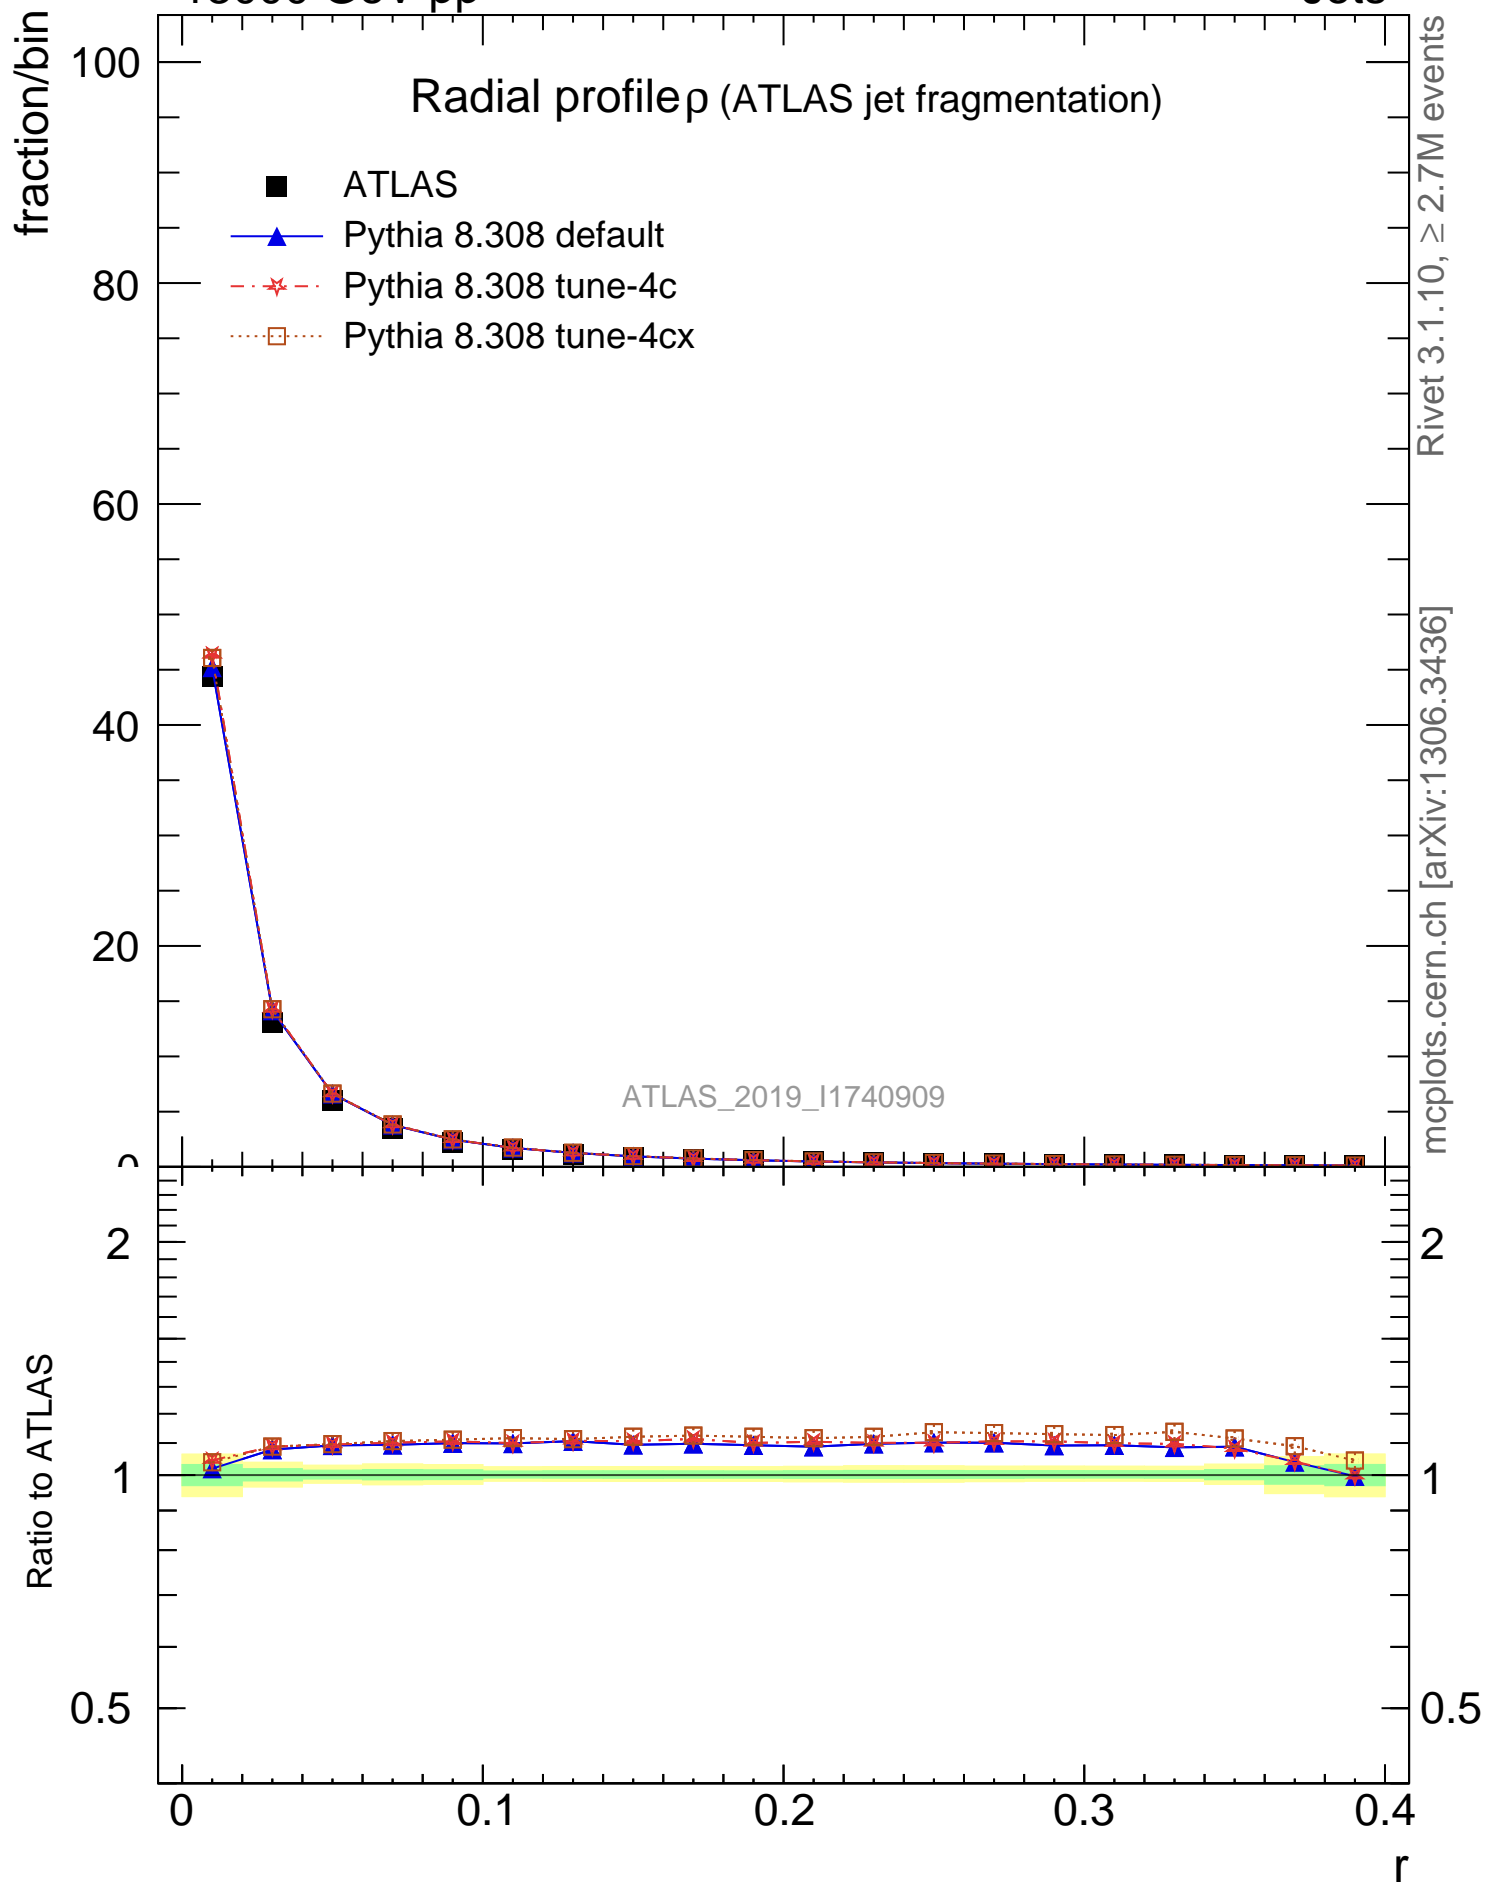 fraction/bin
Radial profile ρ (ATLAS jet fragmentation)
ATLAS
Pythia 8.308 default
Pythia 8.308 tune-4c
Pythia 8.308 tune-4cx
100
80
60
40
20
ATLAS_2019_I1740909
Rivet 3.1.10, ≥ 2.7M events
mcplots.cern.ch [arXiv:1306.3436]
Ratio to ATLAS
2
1
0.5
2
1
0.5
0
0.1
0.2
0.3
0.4
r